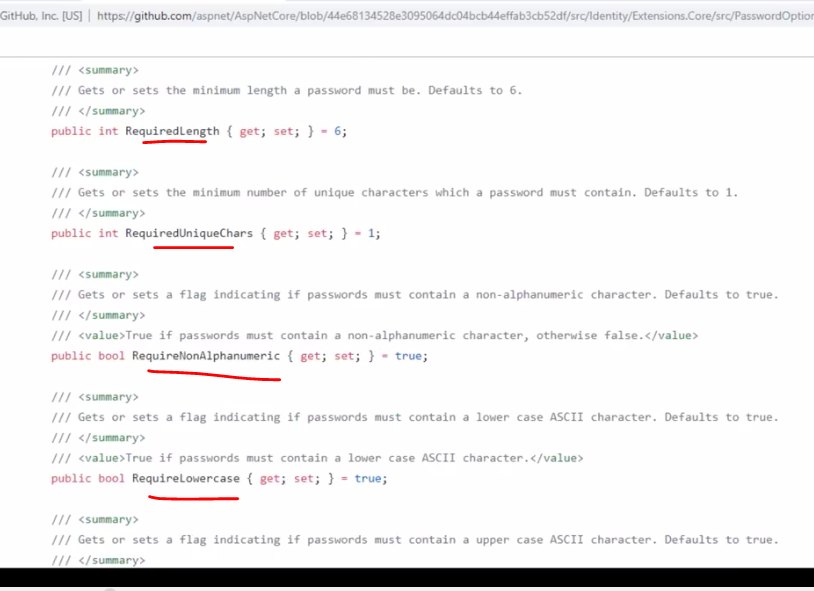 GitHub, Inc. [US] | https://github.com/aspnet/AspNetCore/blob/44e68134528e3095064dc04bcb44effab3cb52df/src/Identity/Extensions.Core/src/PasswordOption
/// <summary>
/// Gets or sets the minimum length a password must be. Defaults to 6.
/// </summary>
public int RequiredLength { get; set; } = 6;
/// <summary>
/// Gets or sets the minimum number of unique characters which a password must contain. Defaults to 1.
/// </summary>
public int RequiredUniqueChars { get; set; } = 1;
/// <summary>
/// Gets or sets a flag indicating if passwords must contain a non-alphanumeric character. Defaults to true.
/// </summary>
/// <value>True if passwords must contain a non-alphanumeric character, otherwise false.</value>
public bool RequireNonAlphanumeric { get; set; } = true;
/// <summary>
/// Gets or sets a flag indicating if passwords must contain a lower case ASCII character. Defaults to true.
/// </summary>
/// <value>True if passwords must contain a lower case ASCII character.</value>
public bool RequireLowercase { get; set; } = true;
/// <summary>
/// Gets or sets a flag indicating if passwords must contain a upper case ASCII character. Defaults to true.
/// </summary>